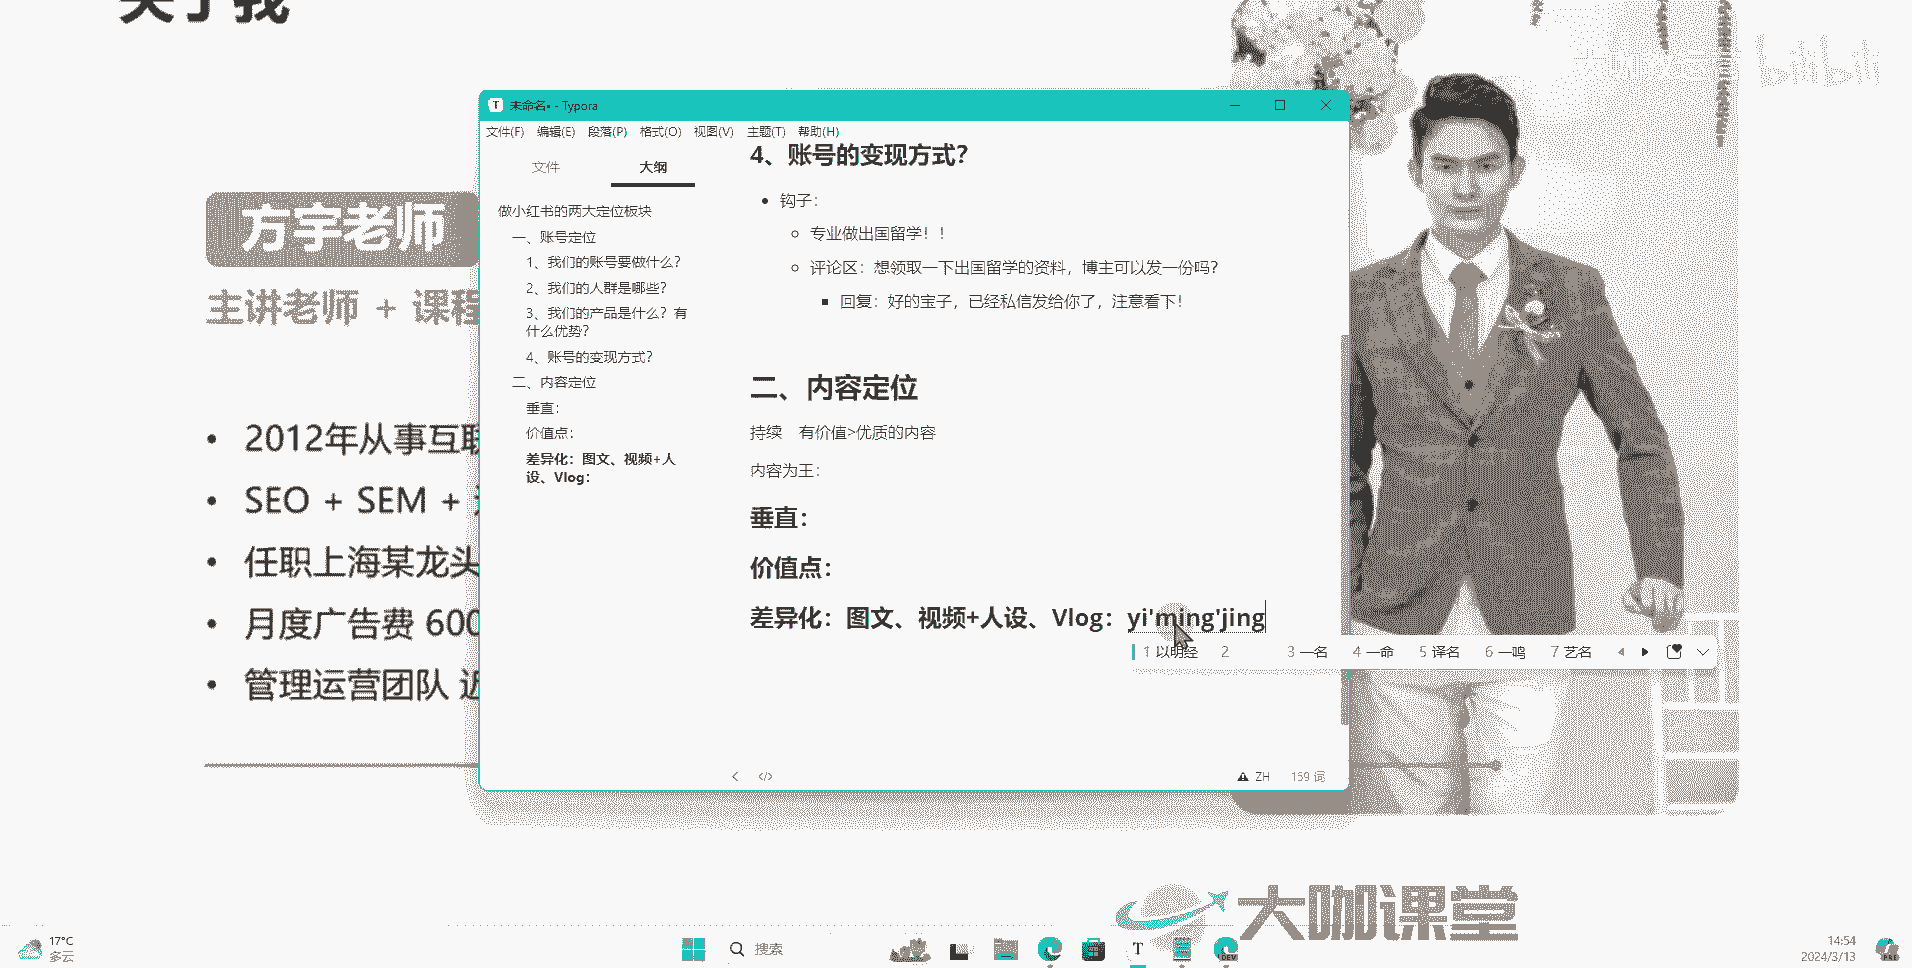 关于我
bilibili
方宇老师
主讲老师 + 课程
2012年从事互联
SEO + SEM +
任职上海某龙头
月度广告费 600
管理运营团队 近
未命名• - Typora
文件(F) 编辑(E) 段落(P) 格式(O) 视图(V) 主题(T) 帮助(H)
文件 大纲
做小红书的两大定位板块
一、账号定位
1、我们的账号要做什么？
2、我们的人群是哪些？
3、我们的产品是什么？有
什么优势？
4、账号的变现方式？
二、内容定位
垂直：
价值点：
差异化：图文、视频+人
设、Vlog：
4、账号的变现方式？
钩子：
专业做出国留学！！
评论区：想领取一下出国留学的资料，博主可以发一份吗？
回复：好的宝子，已经私信发给你了，注意看下！
二、内容定位
持续 有价值>优质的内容
内容为王：
垂直：
价值点：
差异化：图文、视频+人设、Vlog：yi'ming'jing
1 以明经 2 3 一名 4 一命 5 译名 6 一鸣 7 艺名
ZH 159 词
大咖课堂
17°C
多云
搜索
T
DEV
14:54
2024/3/13
PRE